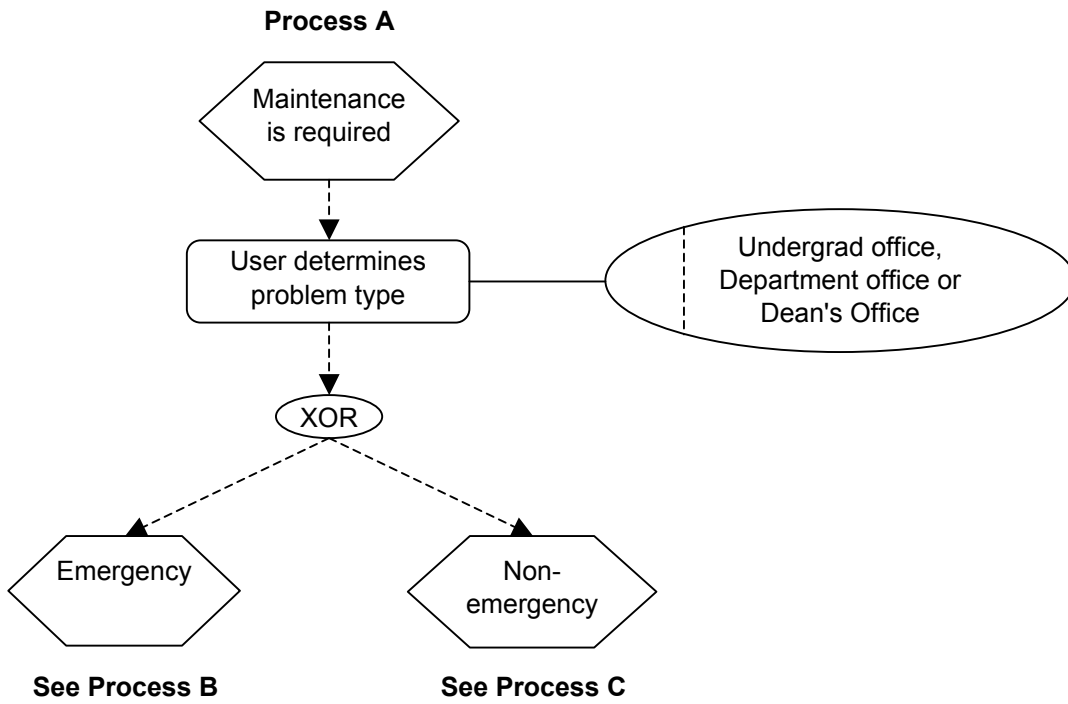 Process A
Maintenance
is required
User determines
problem type
Undergrad office,
Department office or
Dean's Office
XOR
Emergency
Non-
emergency
See Process B
See Process C